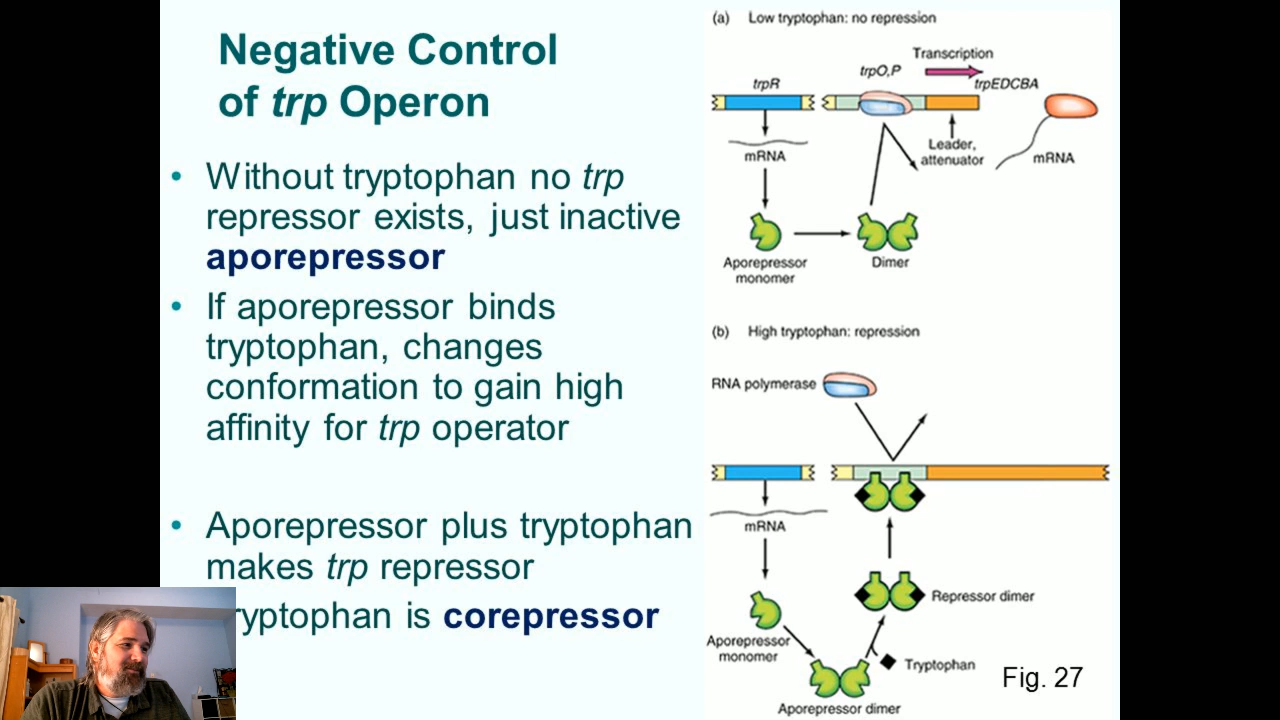 Negative Control
of trp Operon
• Without tryptophan no trp
repressor exists, just inactive
aporepressor
• If aporepressor binds
tryptophan, changes
conformation to gain high
affinity for trp operator
• Aporepressor plus tryptophan
makes trp repressor
ryptophan is corepressor
(a) Low tryptophan: no repression
Transcription
trpO,P
trpR
trpEDCBA
mRNA
Leader,
attenuator
mRNA
Aporepressor
monomer
Dimer
(b) High tryptophan: repression
RNA polymerase
mRNA
Repressor dimer
Aporepressor
monomer
Tryptophan
Aporepressor dimer
Fig. 27